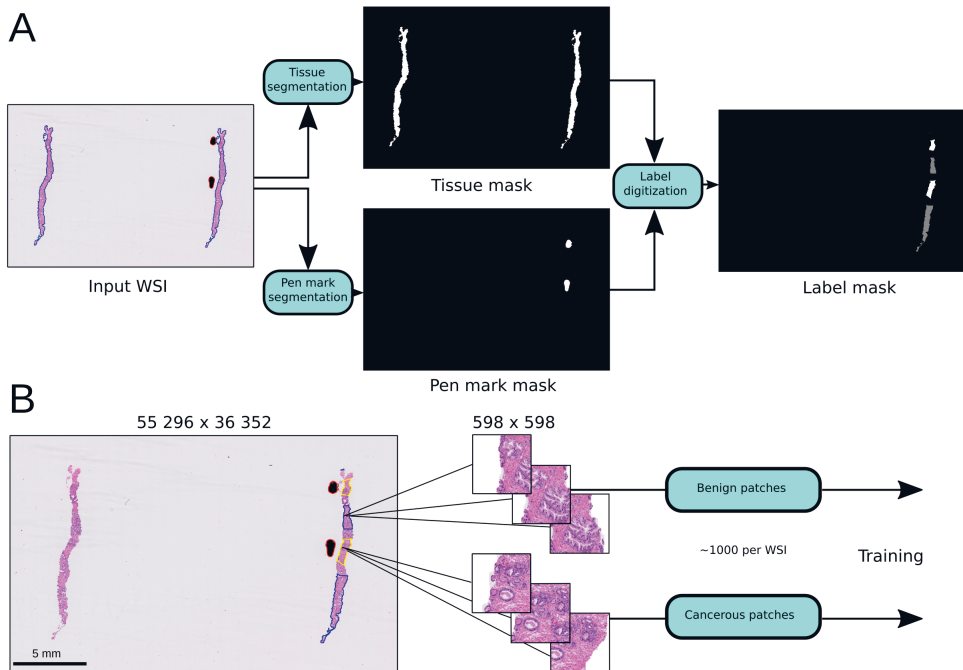 A
Tissue
segmentation
Tissue mask
Input WSI
Pen mark
segmentation
Pen mark mask
Label
digitization
Label mask
B
55 296 x 36 352
598 x 598
5 mm
Benign patches
~1000 per WSI
Training
Cancerous patches